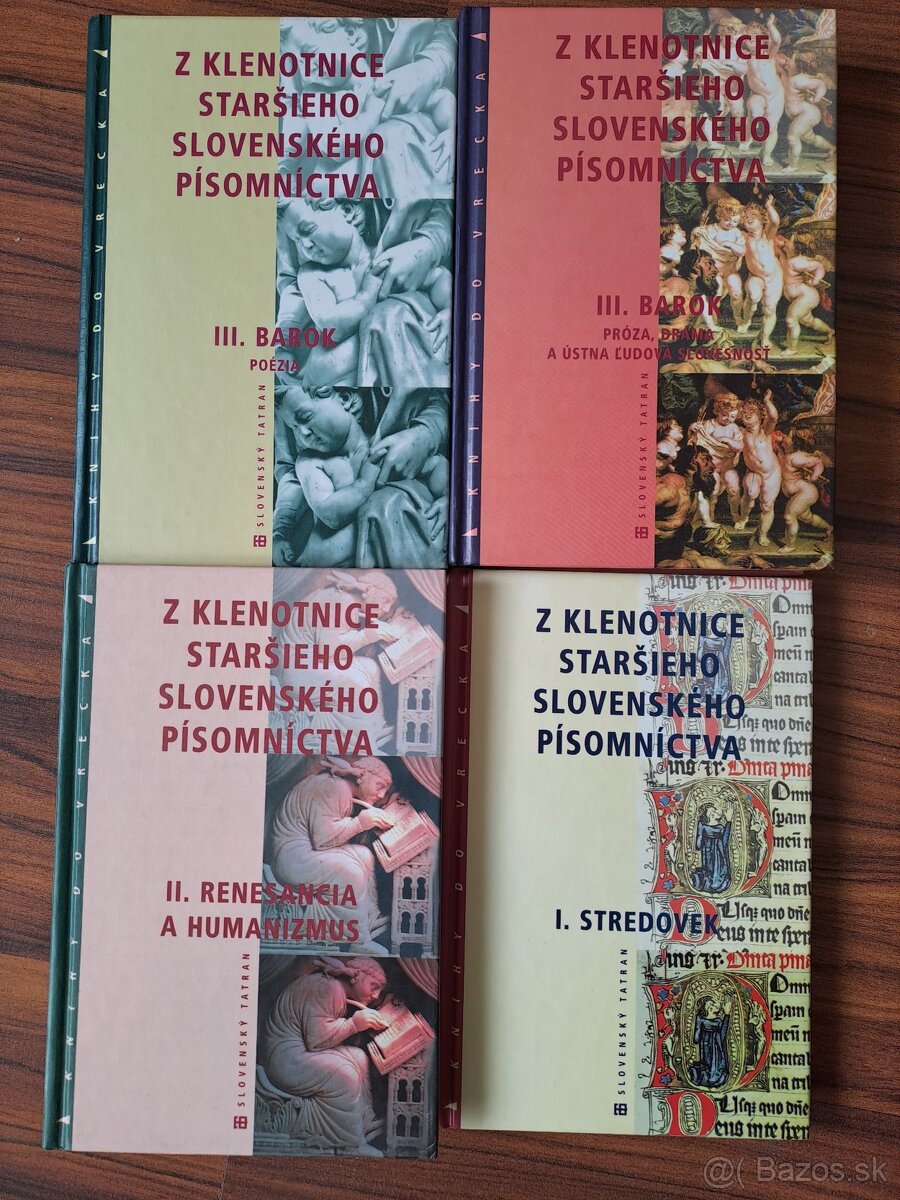 KNIHY DO VRECKA
Z KLENOTNICE
STARŠIEHO
SLOVENSKÉHO
PÍSOMNÍCTVA
III. BAROK
POÉZIA
SLOVENSKÝ TATRAN
KNIHY DO VRECKA
Z KLENOTNICE
STARŠIEHO
SLOVENSKÉHO
PÍSOMNÍCTVA
III. BAROK
PRÓZA, DRÁMA
A ÚSTNA ĽUDOVÁ SLOVESNOSŤ
SLOVENSKÝ TATRAN
KNIHY DO VRECKA
Z KLENOTNICE
STARŠIEHO
SLOVENSKÉHO
PÍSOMNÍCTVA
II. RENESANCIA
A HUMANIZMUS
SLOVENSKÝ TATRAN
KNIHY DO VRECKA
Z KLENOTNICE
STARŠIEHO
SLOVENSKÉHO
PÍSOMNÍCTVA
I. STREDOVEK
SLOVENSKÝ TATRAN
Bazos.sk